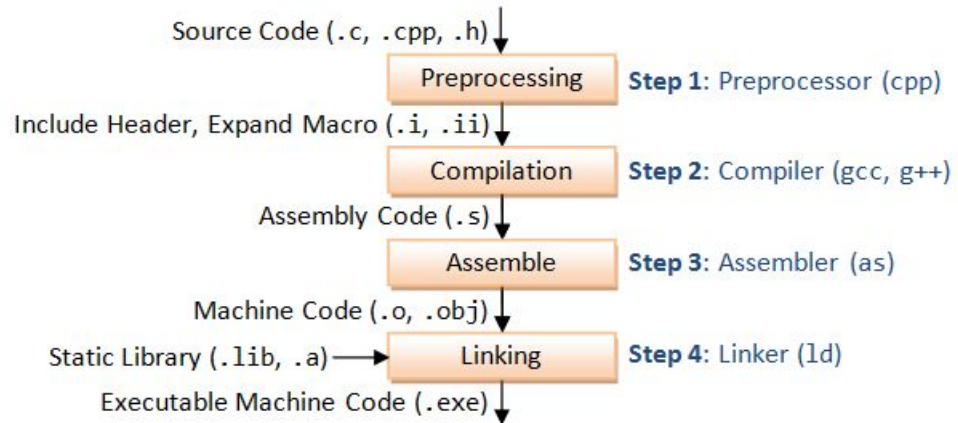 Source Code (.c, .cpp, .h)
Preprocessing
Step 1: Preprocessor (cpp)
Include Header, Expand Macro (.i, .ii)
Compilation
Step 2: Compiler (gcc, g++)
Assembly Code (.s)
Assemble
Step 3: Assembler (as)
Machine Code (.o, .obj)
Static Library (.lib, .a)
Linking
Step 4: Linker (ld)
Executable Machine Code (.exe)